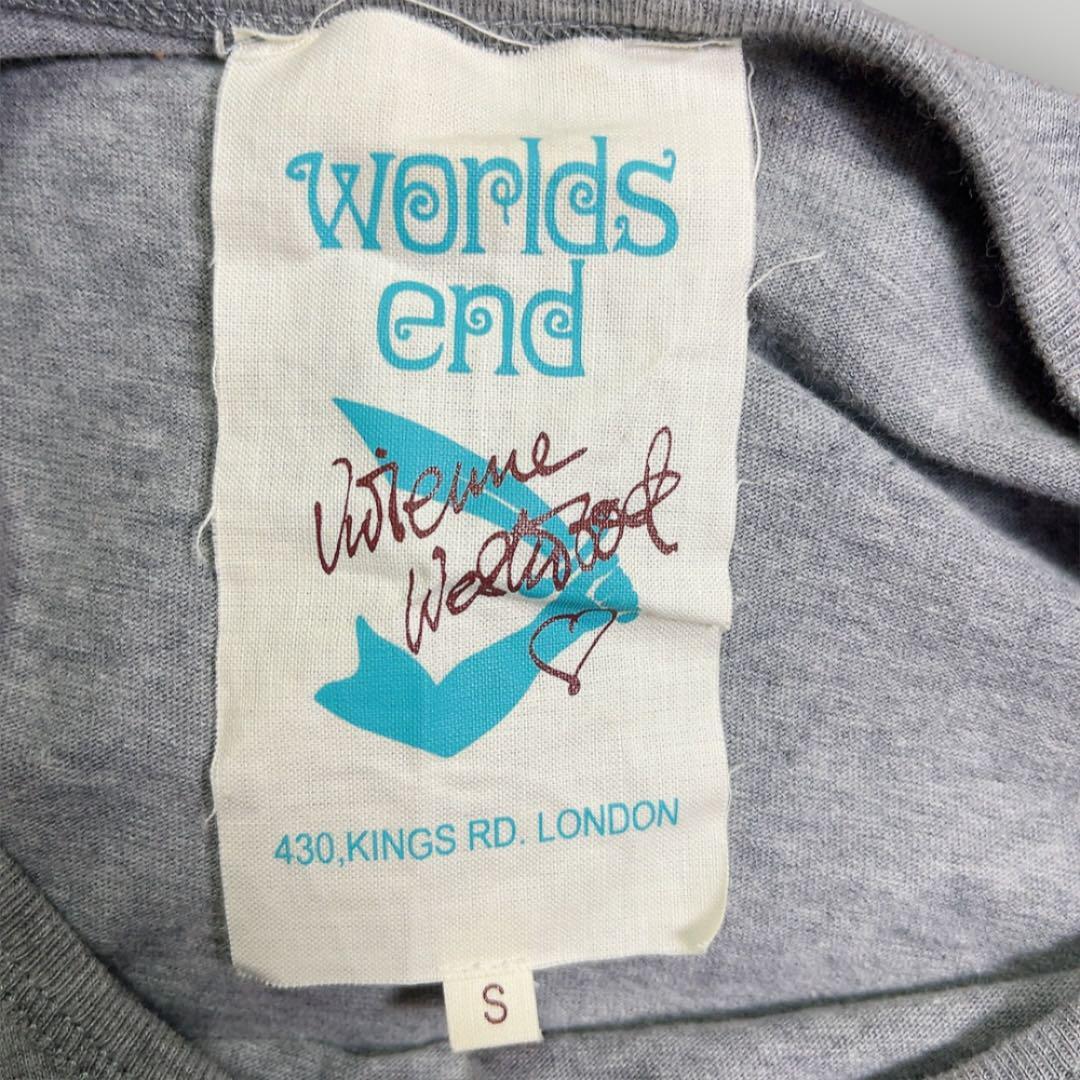 worlds
end
Vivienne
Westwood
430,KINGS RD. LONDON
S